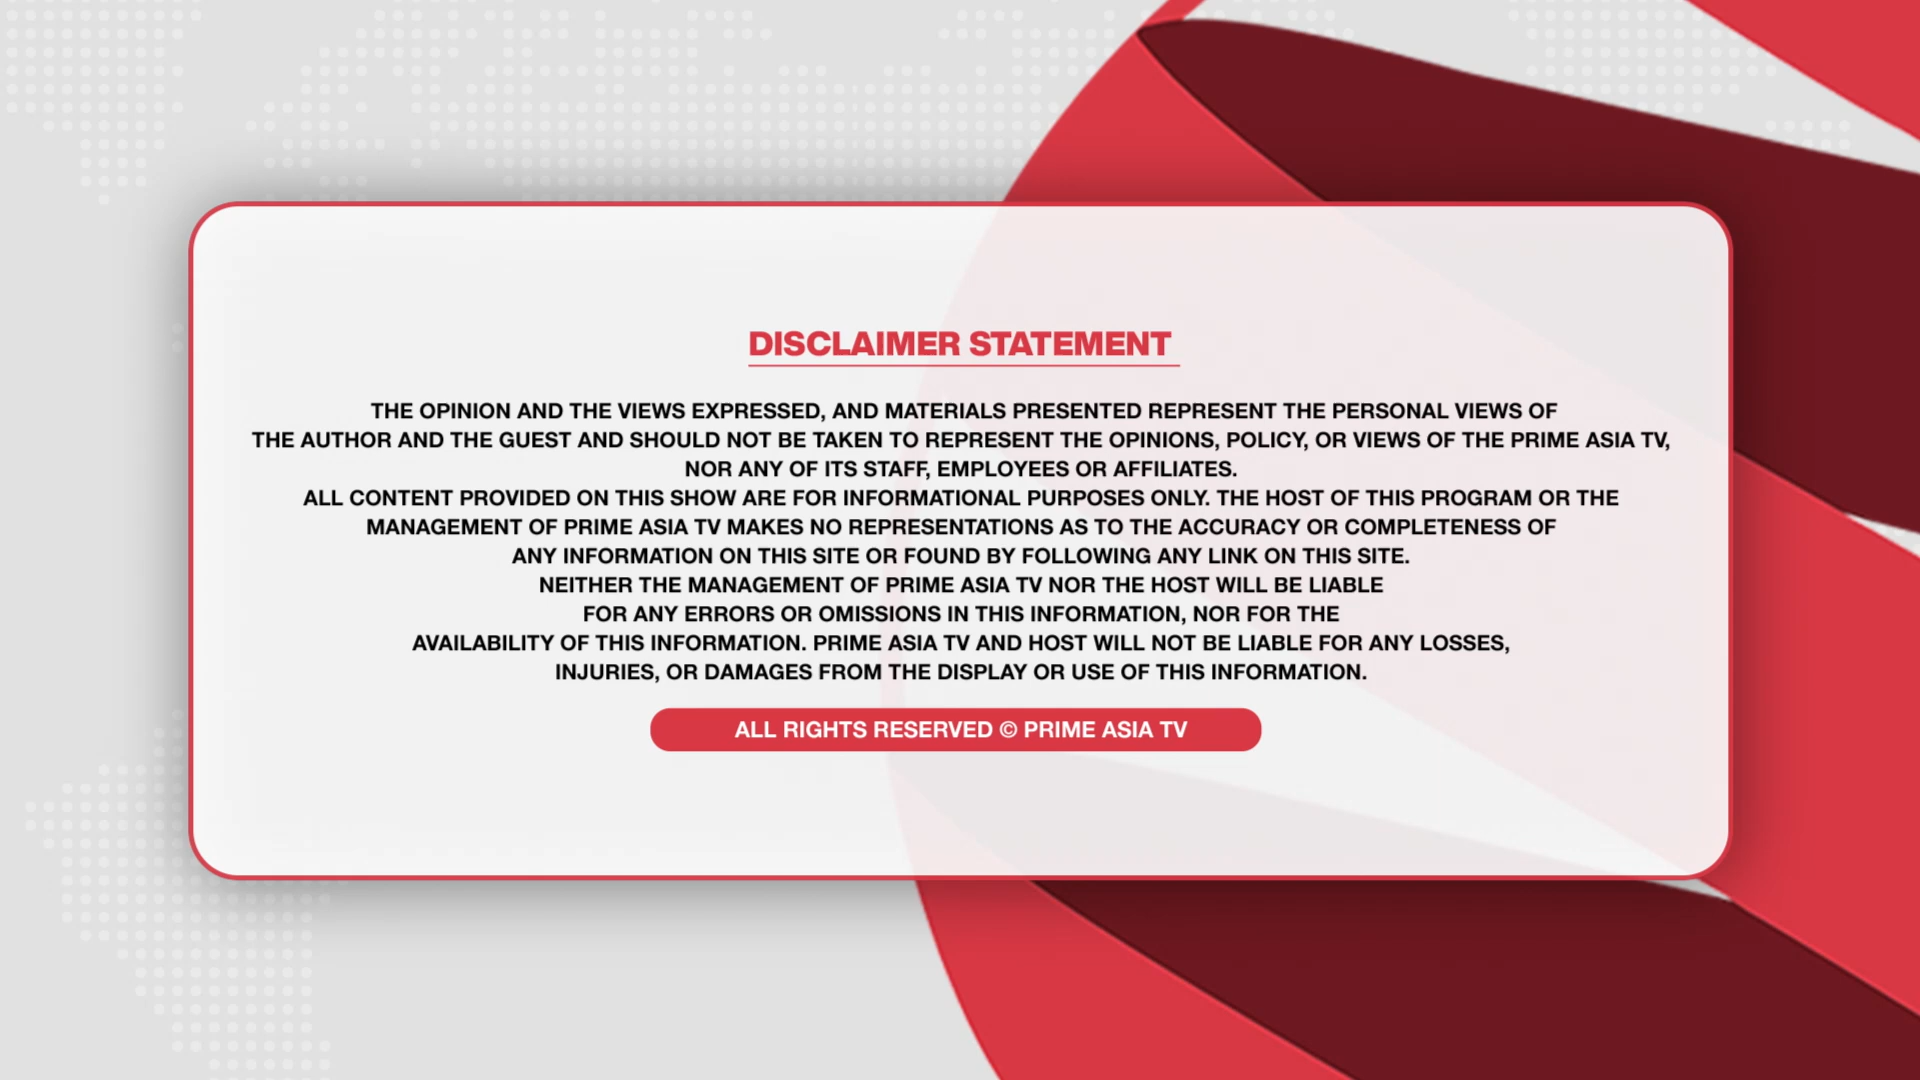 DISCLAIMER STATEMENT
THE OPINION AND THE VIEWS EXPRESSED, AND MATERIALS PRESENTED REPRESENT THE PERSONAL VIEWS OF
THE AUTHOR AND THE GUEST AND SHOULD NOT BE TAKEN TO REPRESENT THE OPINIONS, POLICY, OR VIEWS OF THE PRIME ASIA TV,
NOR ANY OF ITS STAFF, EMPLOYEES OR AFFILIATES.
ALL CONTENT PROVIDED ON THIS SHOW ARE FOR INFORMATIONAL PURPOSES ONLY. THE HOST OF THIS PROGRAM OR THE
MANAGEMENT OF PRIME ASIA TV MAKES NO REPRESENTATIONS AS TO THE ACCURACY OR COMPLETENESS OF
ANY INFORMATION ON THIS SITE OR FOUND BY FOLLOWING ANY LINK ON THIS SITE.
NEITHER THE MANAGEMENT OF PRIME ASIA TV NOR THE HOST WILL BE LIABLE
FOR ANY ERRORS OR OMISSIONS IN THIS INFORMATION, NOR FOR THE
AVAILABILITY OF THIS INFORMATION. PRIME ASIA TV AND HOST WILL NOT BE LIABLE FOR ANY LOSSES,
INJURIES, OR DAMAGES FROM THE DISPLAY OR USE OF THIS INFORMATION.
ALL RIGHTS RESERVED © PRIME ASIA TV